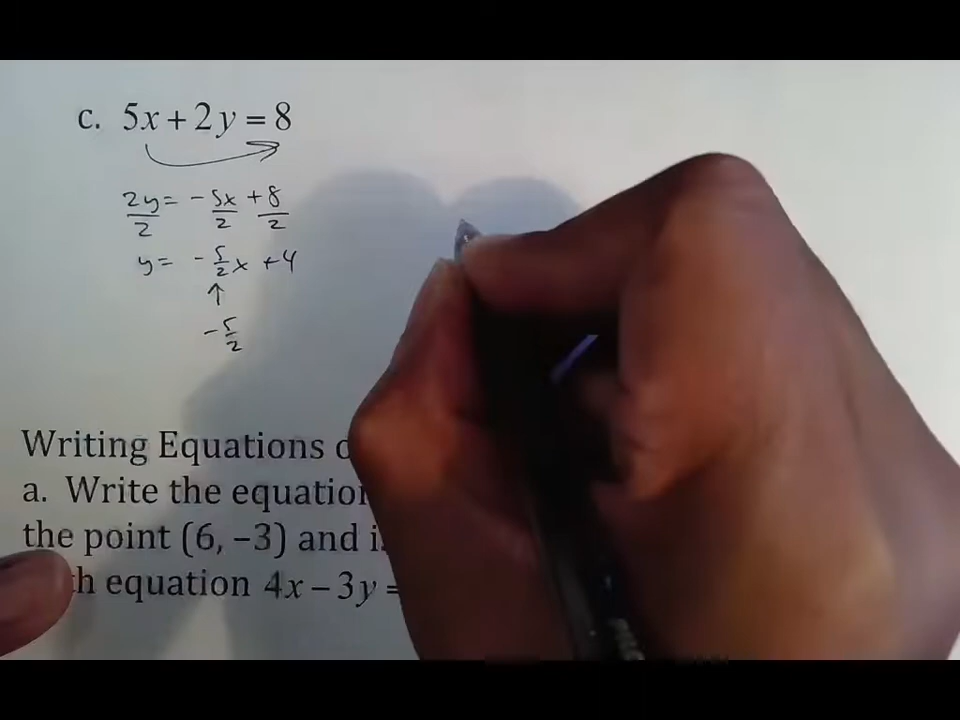 c. 5x + 2y = 8
2y/2 = - 5x/2 + 8/2
y = - 5/2 x + 4
↑
- 5/2
Writing Equations
a. Write the equation
the point (6, −3) and
equation 4x − 3y =